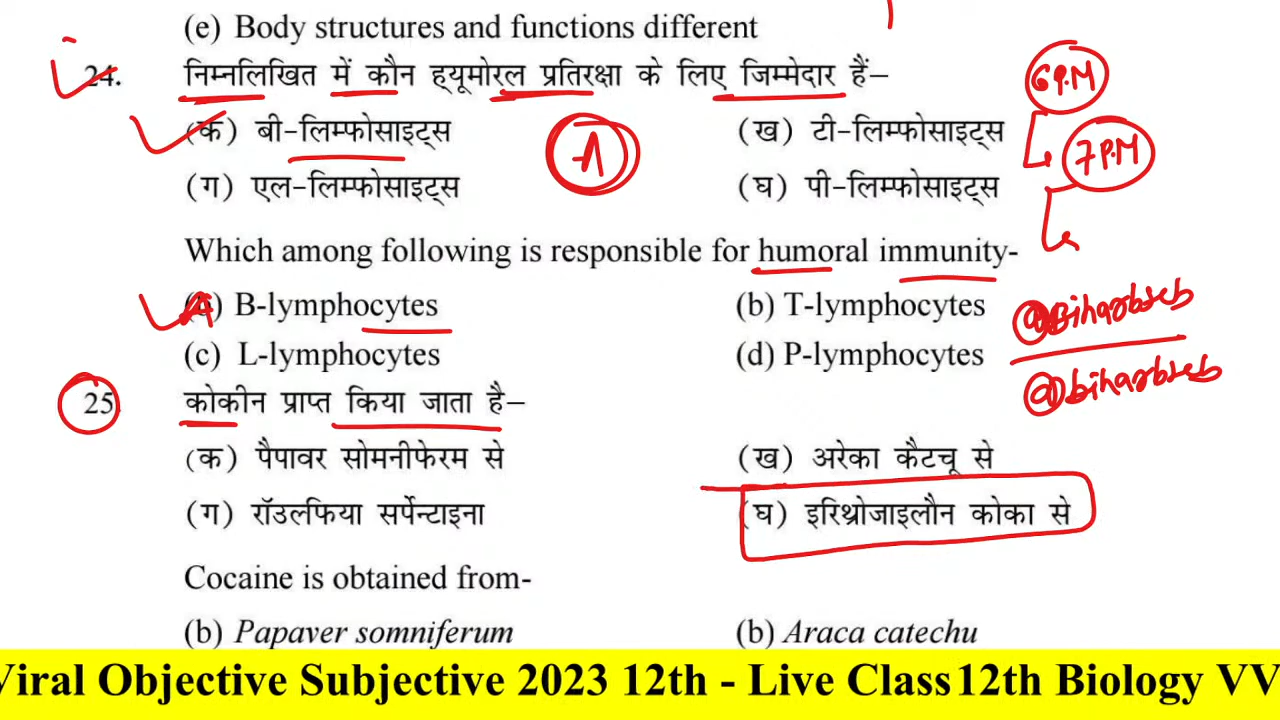 (e) Body structures and functions different
24. निम्नलिखित में कौन ह्यूमोरल प्रतिरक्षा के लिए जिम्मेदार हैं–
6 P.M
(क) बी-लिम्फोसाइट्स (ख) टी-लिम्फोसाइट्स
A
7 P.M
(ग) एल-लिम्फोसाइट्स (घ) पी-लिम्फोसाइट्स
Which among following is responsible for humoral immunity-
A) B-lymphocytes (b) T-lymphocytes
@Biharbseb
(c) L-lymphocytes (d) P-lymphocytes
@biharbseb
25. कोकीन प्राप्त किया जाता है–
(क) पैपावर सोमनीफेरम से (ख) अरेका कैटचू से
(ग) रॉउलफिया सर्पेन्टाइना (घ) इरिथ्रोजाइलौन कोका से
Cocaine is obtained from-
(b) Papaver somniferum (b) Araca catechu
Viral Objective Subjective 2023 12th - Live Class 12th Biology VV